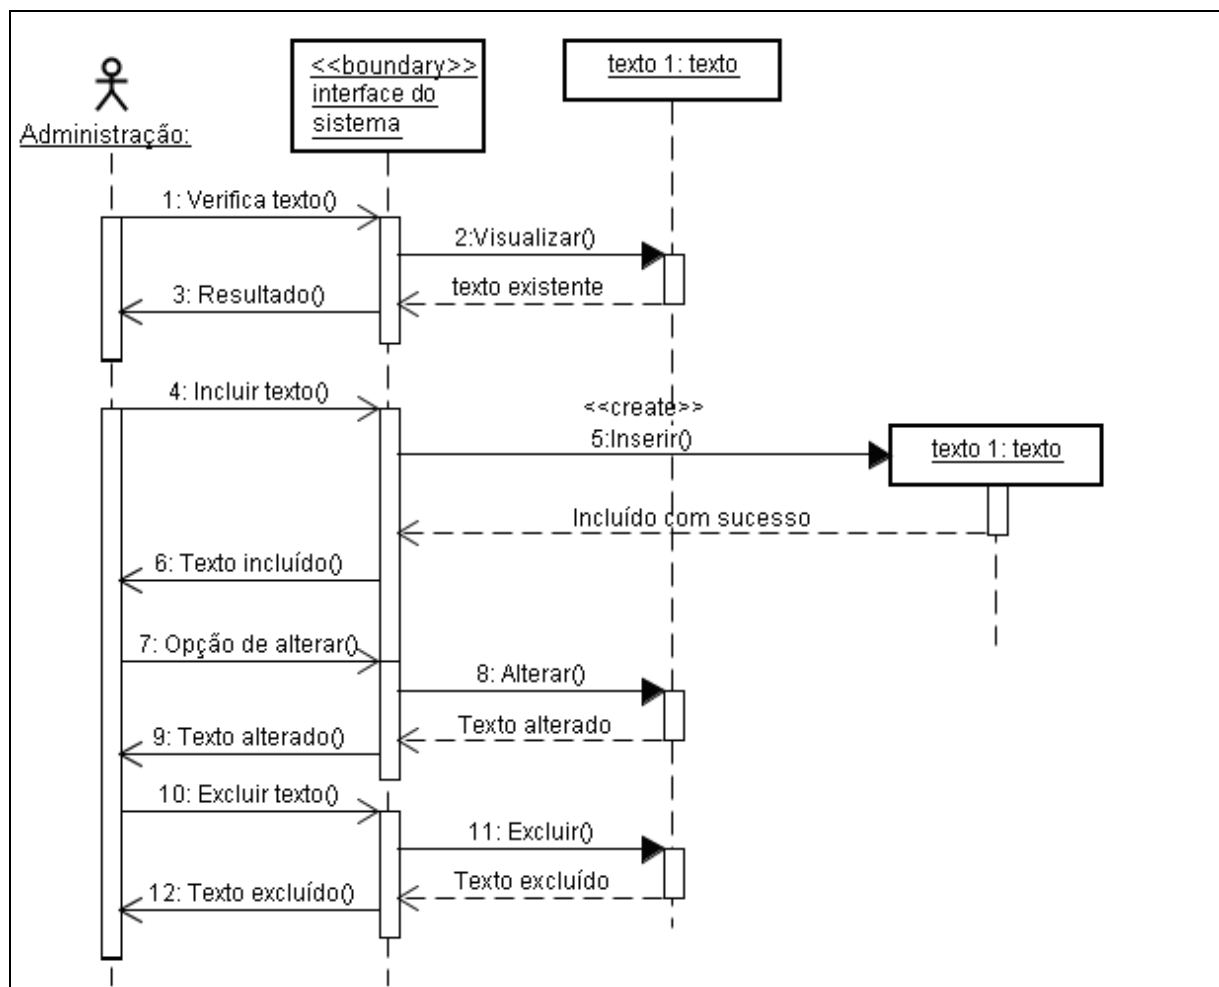 <<boundary>>
interface do
sistema
texto 1: texto
Administração:
1: Verifica texto()
2:Visualizar()
texto existente
3: Resultado()
4: Incluir texto()
<<create>>
5:Inserir()
texto 1: texto
Incluído com sucesso
6: Texto incluído()
7: Opção de alterar()
8: Alterar()
Texto alterado
9: Texto alterado()
10: Excluir texto()
11: Excluir()
Texto excluído
12: Texto excluído()